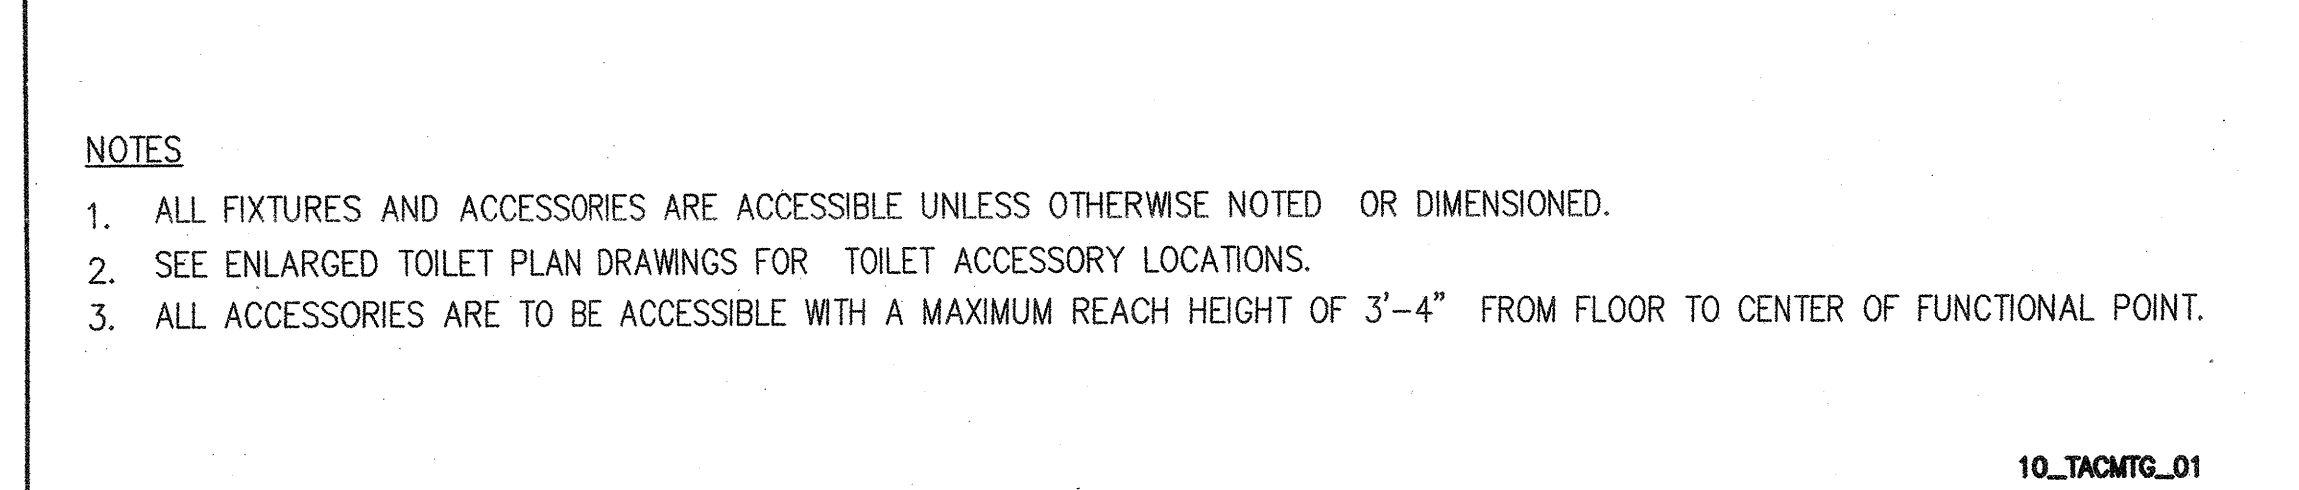 NOTES
1. ALL FIXTURES AND ACCESSORIES ARE ACCESSIBLE UNLESS OTHERWISE NOTED OR DIMENSIONED.
2. SEE ENLARGED TOILET PLAN DRAWINGS FOR TOILET ACCESSORY LOCATIONS.
3. ALL ACCESSORIES ARE TO BE ACCESSIBLE WITH A MAXIMUM REACH HEIGHT OF 3'-4" FROM FLOOR TO CENTER OF FUNCTIONAL POINT.
10_TACMTG_01